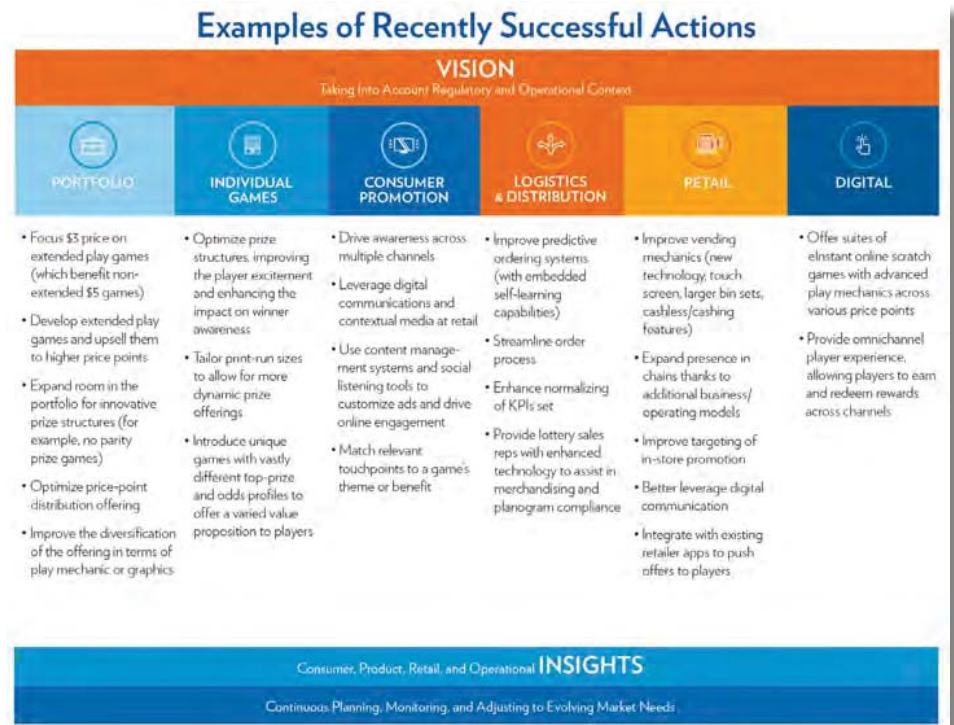 Examples of Recently Successful Actions
VISION
Taking Into Account Regulatory and Operational Context
PORTFOLIO
• Focus $3 price on
extended play games
(which benefit non-
extended $5 games)
• Develop extended play
games and upsell them
to higher price points
• Expand room in the
portfolio for innovative
prize structures (for
example, no parity
prize games)
• Optimize price-point
distribution offering
• Improve the diversification
of the offering in terms of
play mechanic or graphics
INDIVIDUAL
GAMES
• Optimize prize
structures, improving
the player excitement
and enhancing the
impact on winner
awareness
• Tailor print-run sizes
to allow for more
dynamic prize
offerings
• Introduce unique
games with vastly
different top-prize
and odds profiles to
offer a varied value
proposition to players
CONSUMER
PROMOTION
• Drive awareness across
multiple channels
• Leverage digital
communications and
contextual media at retail
• Use content manage-
ment systems and social
listening tools to
customize ads and drive
online engagement
• Match relevant
touchpoints to a game's
theme or benefit
LOGISTICS
& DISTRIBUTION
• Improve predictive
ordering systems
(with embedded
self-learning
capabilities)
• Streamline order
process
• Enhance normalizing
of KPIs set
• Provide lottery sales
reps with enhanced
technology to assist in
merchandising and
planogram compliance
RETAIL
• Improve vending
mechanics (new
technology, touch
screen, larger bin sets,
cashless/cashing
features)
• Expand presence in
chains thanks to
additional business/
operating models
• Improve targeting of
in-store promotion
• Better leverage digital
communication
• Integrate with existing
retailer apps to push
offers to players
DIGITAL
• Offer suites of
eInstant online scratch
games with advanced
play mechanics across
various price points
• Provide omnichannel
player experience,
allowing players to earn
and redeem rewards
across channels
Consumer, Product, Retail, and Operational INSIGHTS
Continuous Planning, Monitoring, and Adjusting to Evolving Market Needs